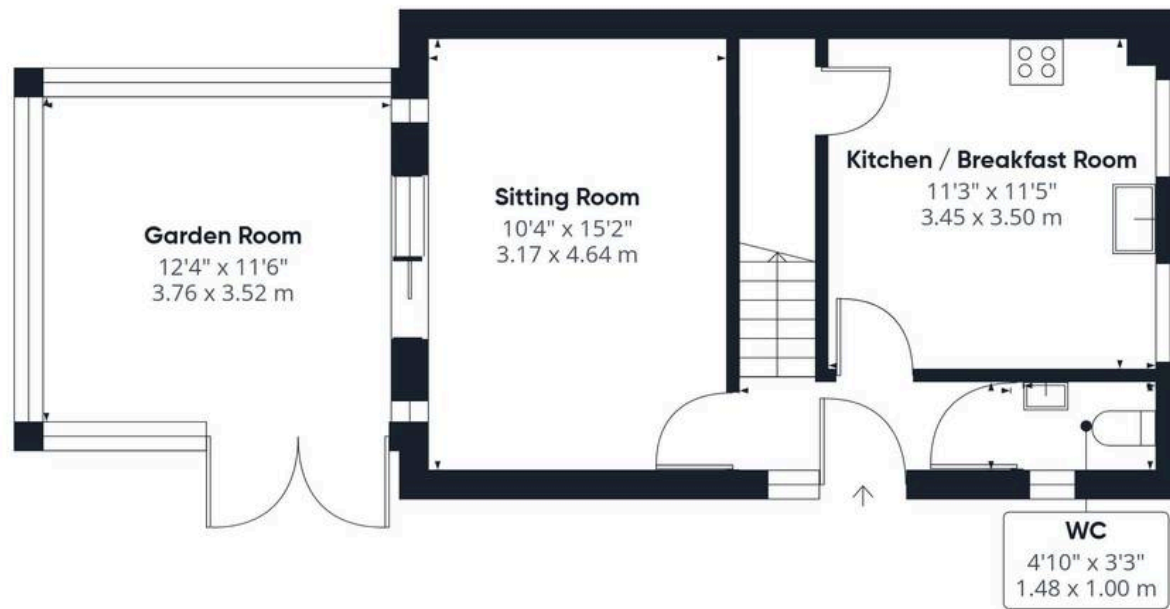 Garden Room
12'4" x 11'6"
3.76 x 3.52 m
Sitting Room
10'4" x 15'2"
3.17 x 4.64 m
Kitchen / Breakfast Room
11'3" x 11'5"
3.45 x 3.50 m
WC
4'10" x 3'3"
1.48 x 1.00 m